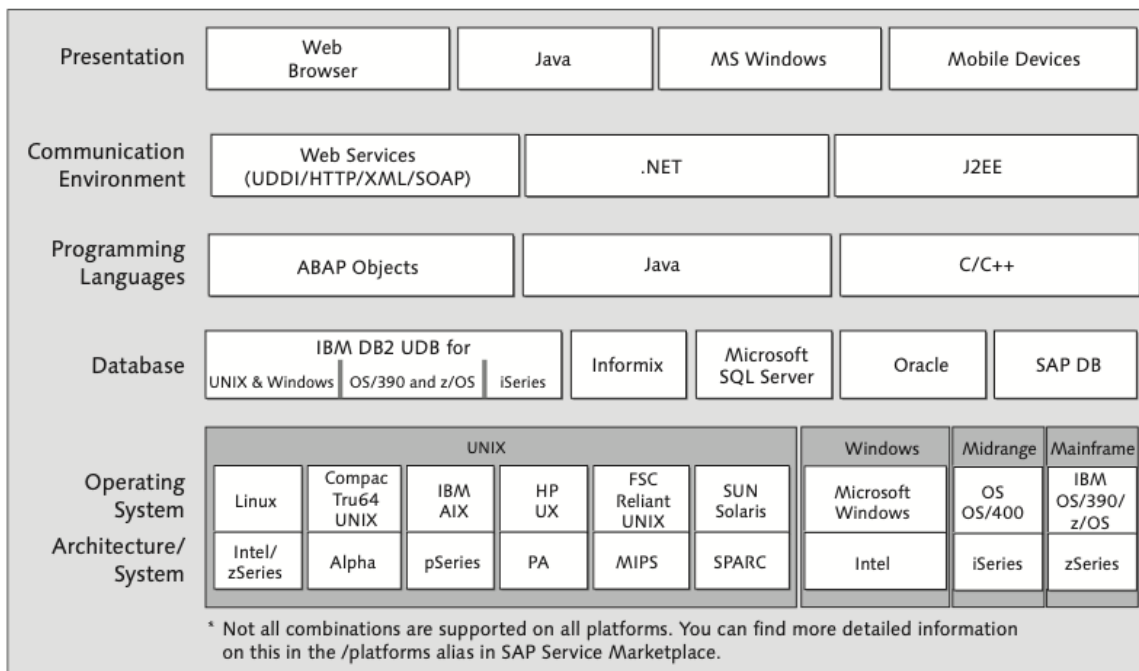 Presentation
Web
Browser
Java
MS Windows
Mobile Devices
Communication
Environment
Web Services
(UDDI/HTTP/XML/SOAP)
.NET
J2EE
Programming
Languages
ABAP Objects
Java
C/C++
Database
IBM DB2 UDB for
UNIX & Windows
OS/390 and z/OS
iSeries
Informix
Microsoft
SQL Server
Oracle
SAP DB
UNIX
Windows
Midrange
Mainframe
Operating
System
Linux
Compac
Tru64
UNIX
IBM
AIX
HP
UX
FSC
Reliant
UNIX
SUN
Solaris
Microsoft
Windows
OS
OS/400
IBM
OS/390/
z/OS
Architecture/
System
Intel/
zSeries
Alpha
pSeries
PA
MIPS
SPARC
Intel
iSeries
zSeries
* Not all combinations are supported on all platforms. You can find more detailed information
on this in the /platforms alias in SAP Service Marketplace.